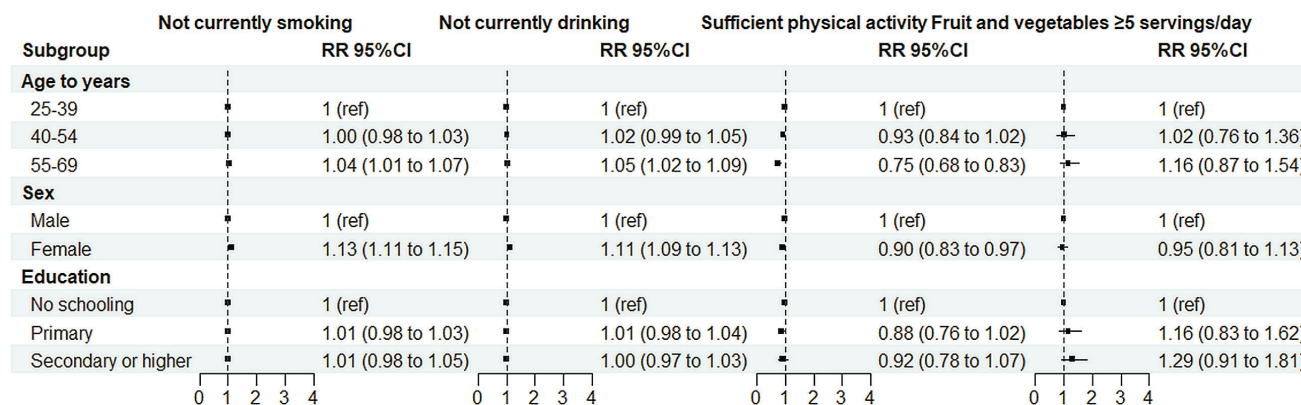 Not currently smoking Not currently drinking Sufficient physical activity Fruit and vegetables ≥5 servings/day
Subgroup RR 95%CI RR 95%CI RR 95%CI RR 95%CI
Age to years
25-39 1 (ref) 1 (ref) 1 (ref) 1 (ref)
40-54 1.00 (0.98 to 1.03) 1.02 (0.99 to 1.05) 0.93 (0.84 to 1.02) 1.02 (0.76 to 1.36)
55-69 1.04 (1.01 to 1.07) 1.05 (1.02 to 1.09) 0.75 (0.68 to 0.83) 1.16 (0.87 to 1.54)
Sex
Male 1 (ref) 1 (ref) 1 (ref) 1 (ref)
Female 1.13 (1.11 to 1.15) 1.11 (1.09 to 1.13) 0.90 (0.83 to 0.97) 0.95 (0.81 to 1.13)
Education
No schooling 1 (ref) 1 (ref) 1 (ref) 1 (ref)
Primary 1.01 (0.98 to 1.03) 1.01 (0.98 to 1.04) 0.88 (0.76 to 1.02) 1.16 (0.83 to 1.62)
Secondary or higher 1.01 (0.98 to 1.05) 1.00 (0.97 to 1.03) 0.92 (0.78 to 1.07) 1.29 (0.91 to 1.81)
0 1 2 3 4 0 1 2 3 4 0 1 2 3 4 0 1 2 3 4